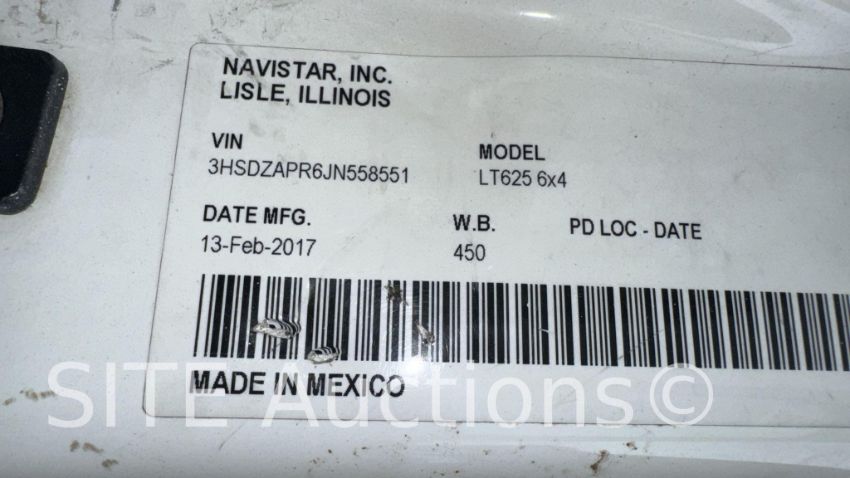 NAVISTAR, INC.
LISLE, ILLINOIS
VIN MODEL
3HSDZAPR6JN558551 LT625 6x4
DATE MFG. W.B. PD LOC - DATE
13-Feb-2017 450
MADE IN MEXICO
SITE Auctions©